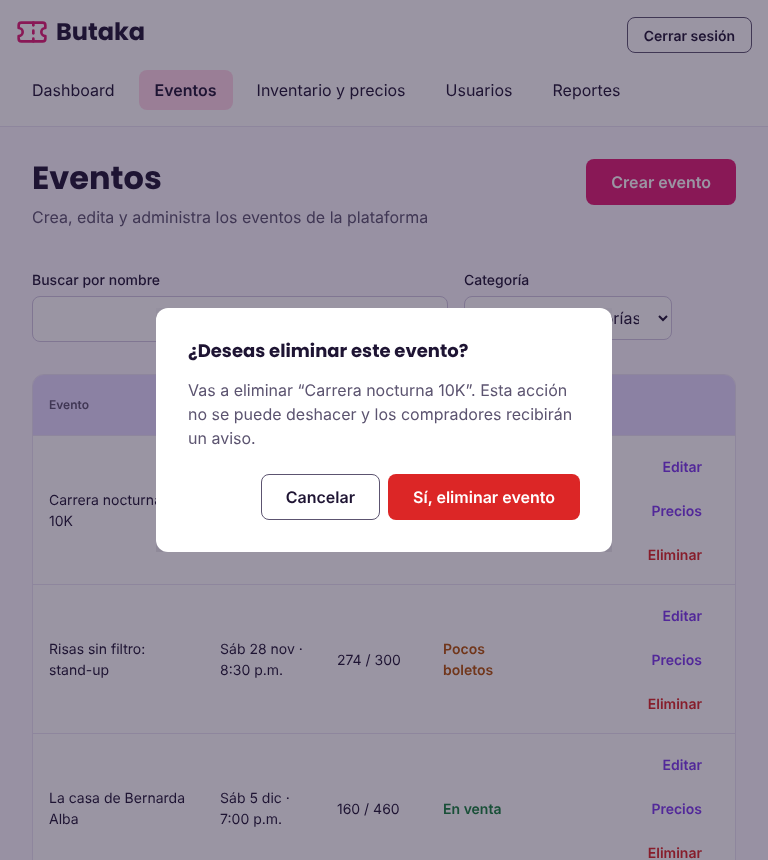 Butaka
Cerrar sesión
Dashboard Eventos Inventario y precios Usuarios Reportes
Eventos
Crear evento
Crea, edita y administra los eventos de la plataforma
Buscar por nombre Categoría
¿Deseas eliminar este evento?
Vas a eliminar “Carrera nocturna 10K”. Esta acción
no se puede deshacer y los compradores recibirán
un aviso.
Cancelar Sí, eliminar evento
Evento
Carrera
10K
Editar
Precios
Eliminar
Risas sin filtro:
stand-up
Sáb 28 nov ·
8:30 p.m.
274 / 300
Pocos
boletos
Editar
Precios
Eliminar
La casa de Bernarda
Alba
Sáb 5 dic ·
7:00 p.m.
160 / 460
En venta
Editar
Precios
Eliminar